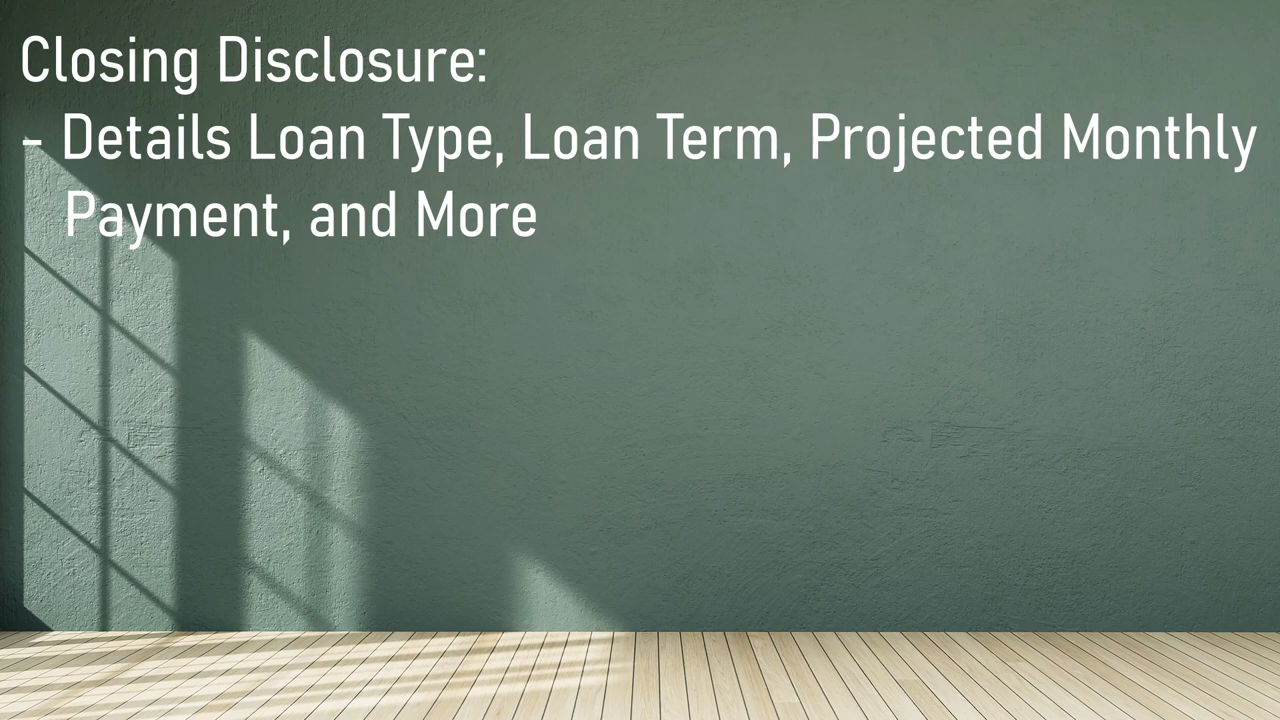 Closing Disclosure:
- Details Loan Type, Loan Term, Projected Monthly
Payment, and More